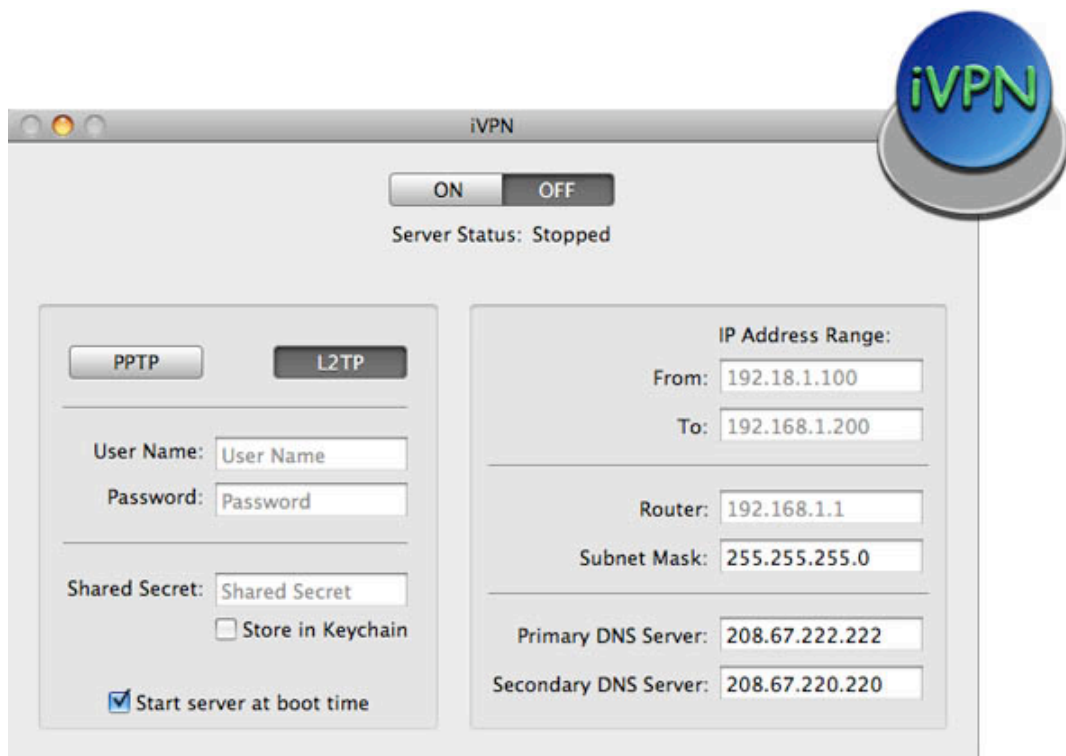 iVPN
iVPN
ON OFF
Server Status: Stopped
PPTP L2TP
User Name: User Name
Password: Password
Shared Secret: Shared Secret
Store in Keychain
Start server at boot time
IP Address Range:
From: 192.18.1.100
To: 192.168.1.200
Router: 192.168.1.1
Subnet Mask: 255.255.255.0
Primary DNS Server: 208.67.222.222
Secondary DNS Server: 208.67.220.220